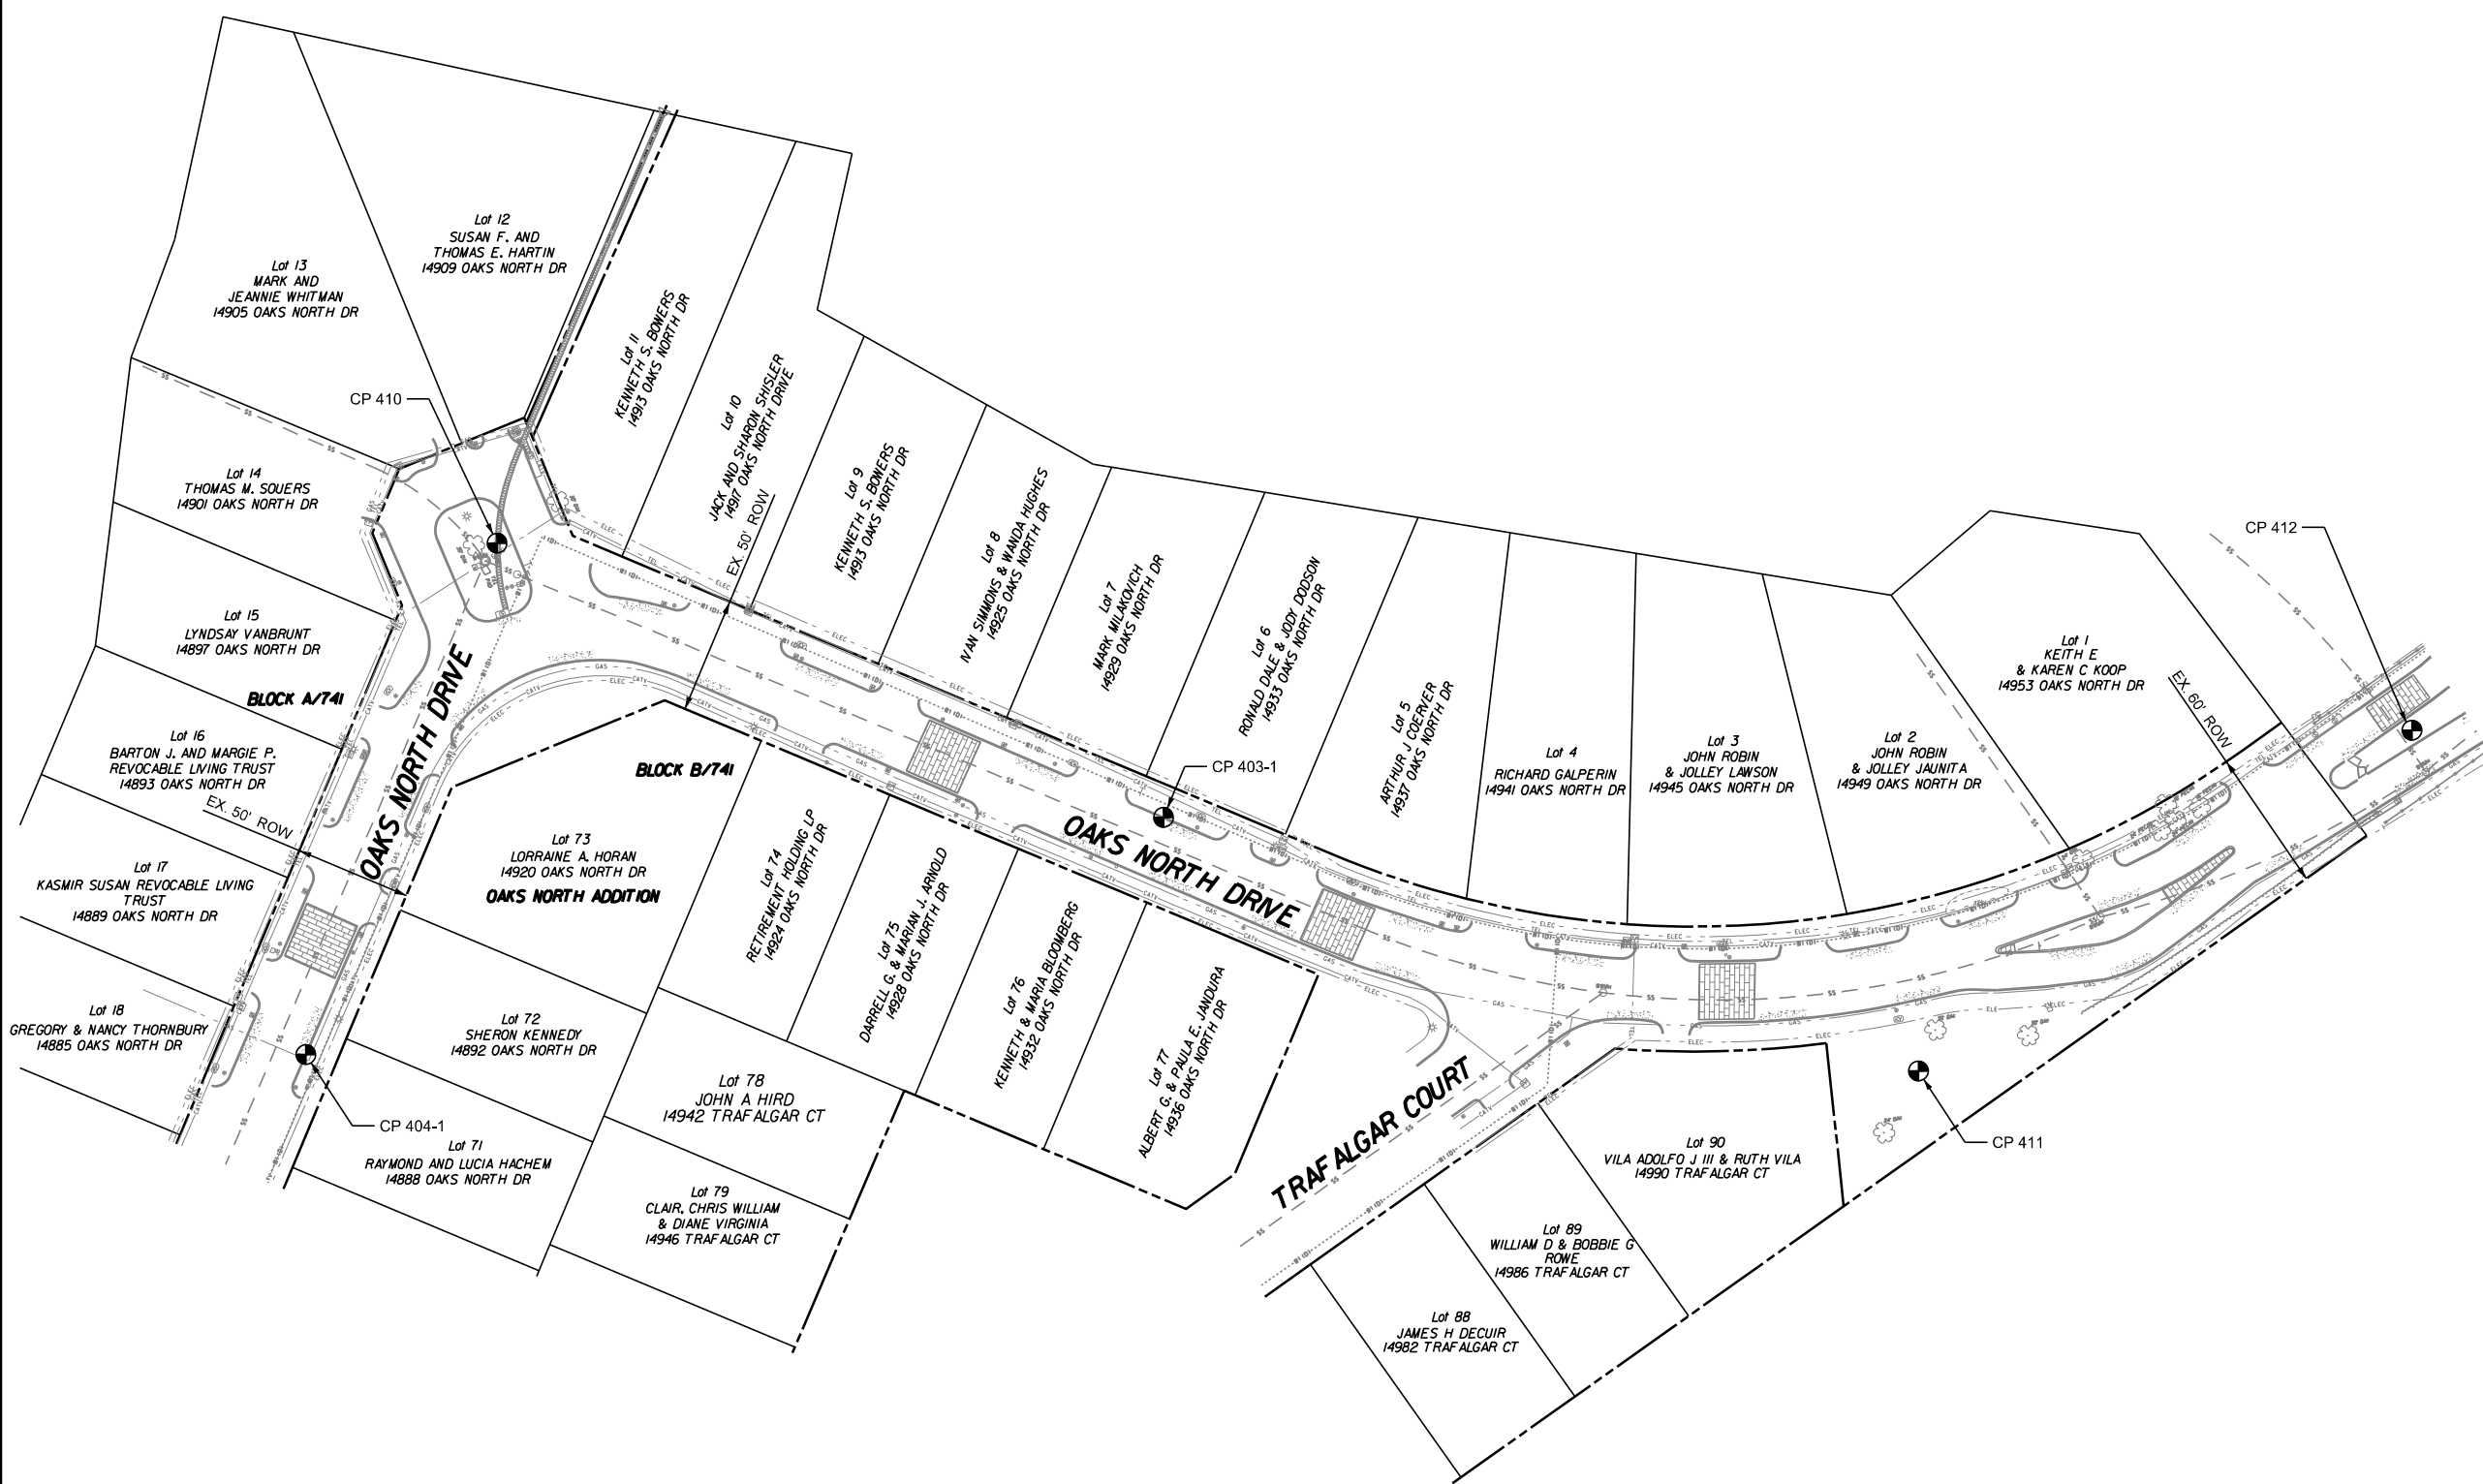 Lot 12
SUSAN F. AND
THOMAS E. HARTIN
14909 OAKS NORTH DR
Lot 13
MARK AND
JEANNIE WHITMAN
14905 OAKS NORTH DR
CP 410
Lot 11
KENNETH S. BOWERS
14913 OAKS NORTH DR
Lot 10
JACK AND SHARON SHISLER
14917 OAKS NORTH DRIVE
EX. 50' ROW
Lot 9
KENNETH S. BOWERS
14913 OAKS NORTH DR
Lot 8
IVAN SIMMONS & WANDA HUGHES
14925 OAKS NORTH DR
Lot 7
MARK MILAKOVICH
14929 OAKS NORTH DR
Lot 6
RONALD DALE & JODY DODSON
14933 OAKS NORTH DR
Lot 5
ARTHUR J COERVER
14937 OAKS NORTH DR
Lot 4
RICHARD GALPERIN
14941 OAKS NORTH DR
Lot 3
JOHN ROBIN
& JOLLEY LAWSON
14945 OAKS NORTH DR
Lot 2
JOHN ROBIN
& JOLLEY JAUNITA
14949 OAKS NORTH DR
Lot 1
KEITH E
& KAREN C KOOP
14953 OAKS NORTH DR
EX. 60' ROW
CP 412
Lot 14
THOMAS M. SOUERS
14901 OAKS NORTH DR
Lot 15
LYNDSAY VANBRUNT
14897 OAKS NORTH DR
BLOCK A/741
Lot 16
BARTON J. AND MARGIE P.
REVOCABLE LIVING TRUST
14893 OAKS NORTH DR
EX. 50' ROW
OAKS NORTH DRIVE
Lot 17
KASMIR SUSAN REVOCABLE LIVING
TRUST
14889 OAKS NORTH DR
Lot 18
GREGORY & NANCY THORNBURY
14885 OAKS NORTH DR
CP 404-1
BLOCK B/741
Lot 73
LORRAINE A. HORAN
14920 OAKS NORTH DR
OAKS NORTH ADDITION
Lot 74
RETIREMENT HOLDING LP
14924 OAKS NORTH DR
Lot 75
DARRELL G. & MARIAN J. ARNOLD
14928 OAKS NORTH DR
Lot 76
KENNETH & MARIA BLOOMBERG
14932 OAKS NORTH DR
Lot 77
ALBERT G. & PAULA E. JANDURA
14936 OAKS NORTH DR
CP 403-1
OAKS NORTH DRIVE
Lot 72
SHERON KENNEDY
14892 OAKS NORTH DR
Lot 71
RAYMOND AND LUCIA HACHEM
14888 OAKS NORTH DR
Lot 78
JOHN A HIRD
14942 TRAFALGAR CT
Lot 79
CLAIR, CHRIS WILLIAM
& DIANE VIRGINIA
14946 TRAFALGAR CT
TRAFALGAR COURT
Lot 90
VILA ADOLFO J III & RUTH VILA
14990 TRAFALGAR CT
CP 411
Lot 89
WILLIAM D & BOBBIE G
ROWE
14986 TRAFALGAR CT
Lot 88
JAMES H DECUIR
14982 TRAFALGAR CT